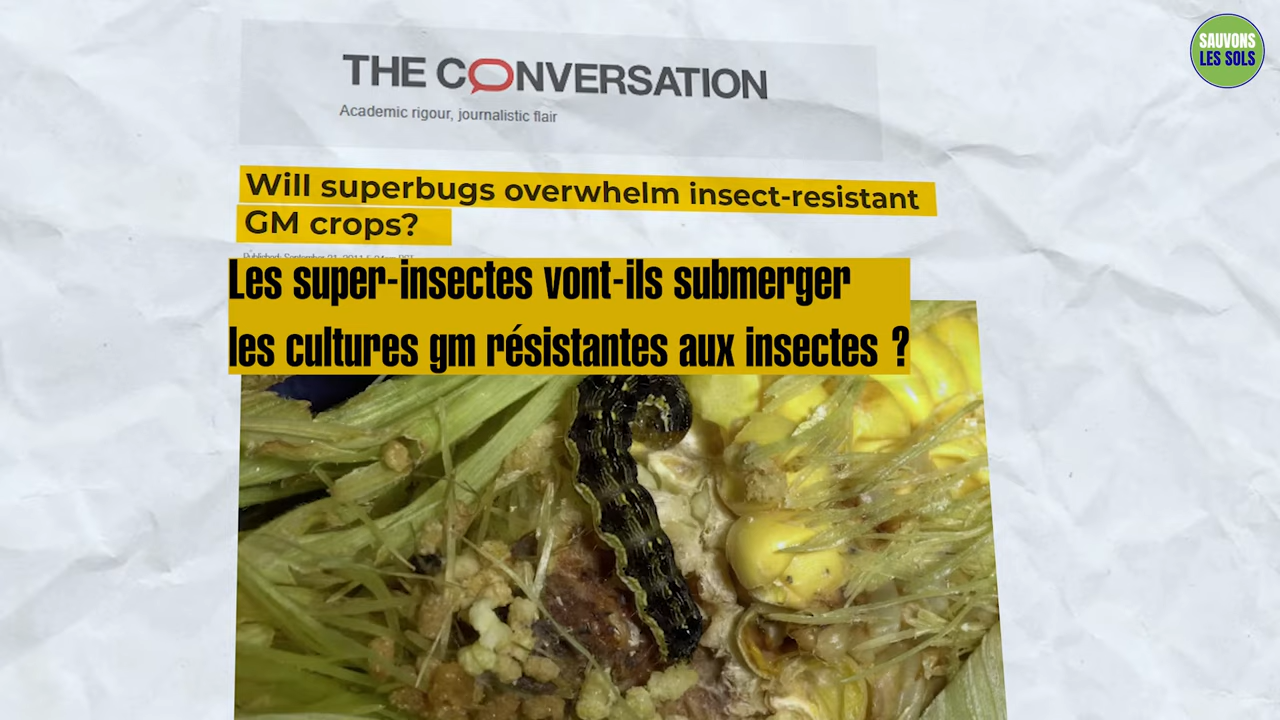 SAUVONS
LES SOLS
THE CONVERSATION
Academic rigour, journalistic flair
Will superbugs overwhelm insect-resistant
GM crops?
Les super-insectes vont-ils submerger
les cultures gm résistantes aux insectes ?